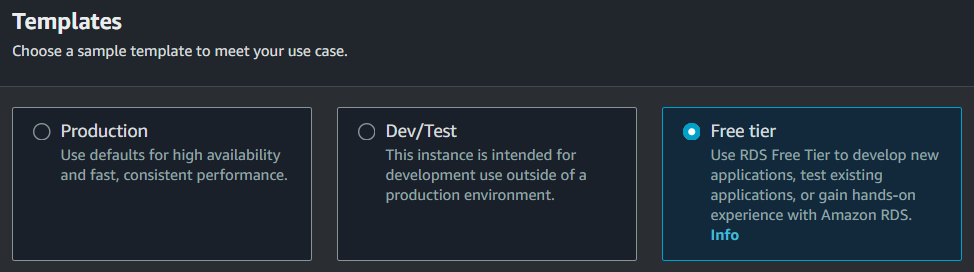 Templates
Choose a sample template to meet your use case.
Production
Use defaults for high availability
and fast, consistent performance.
Dev/Test
This instance is intended for
development use outside of a
production environment.
Free tier
Use RDS Free Tier to develop new
applications, test existing
applications, or gain hands-on
experience with Amazon RDS.
Info